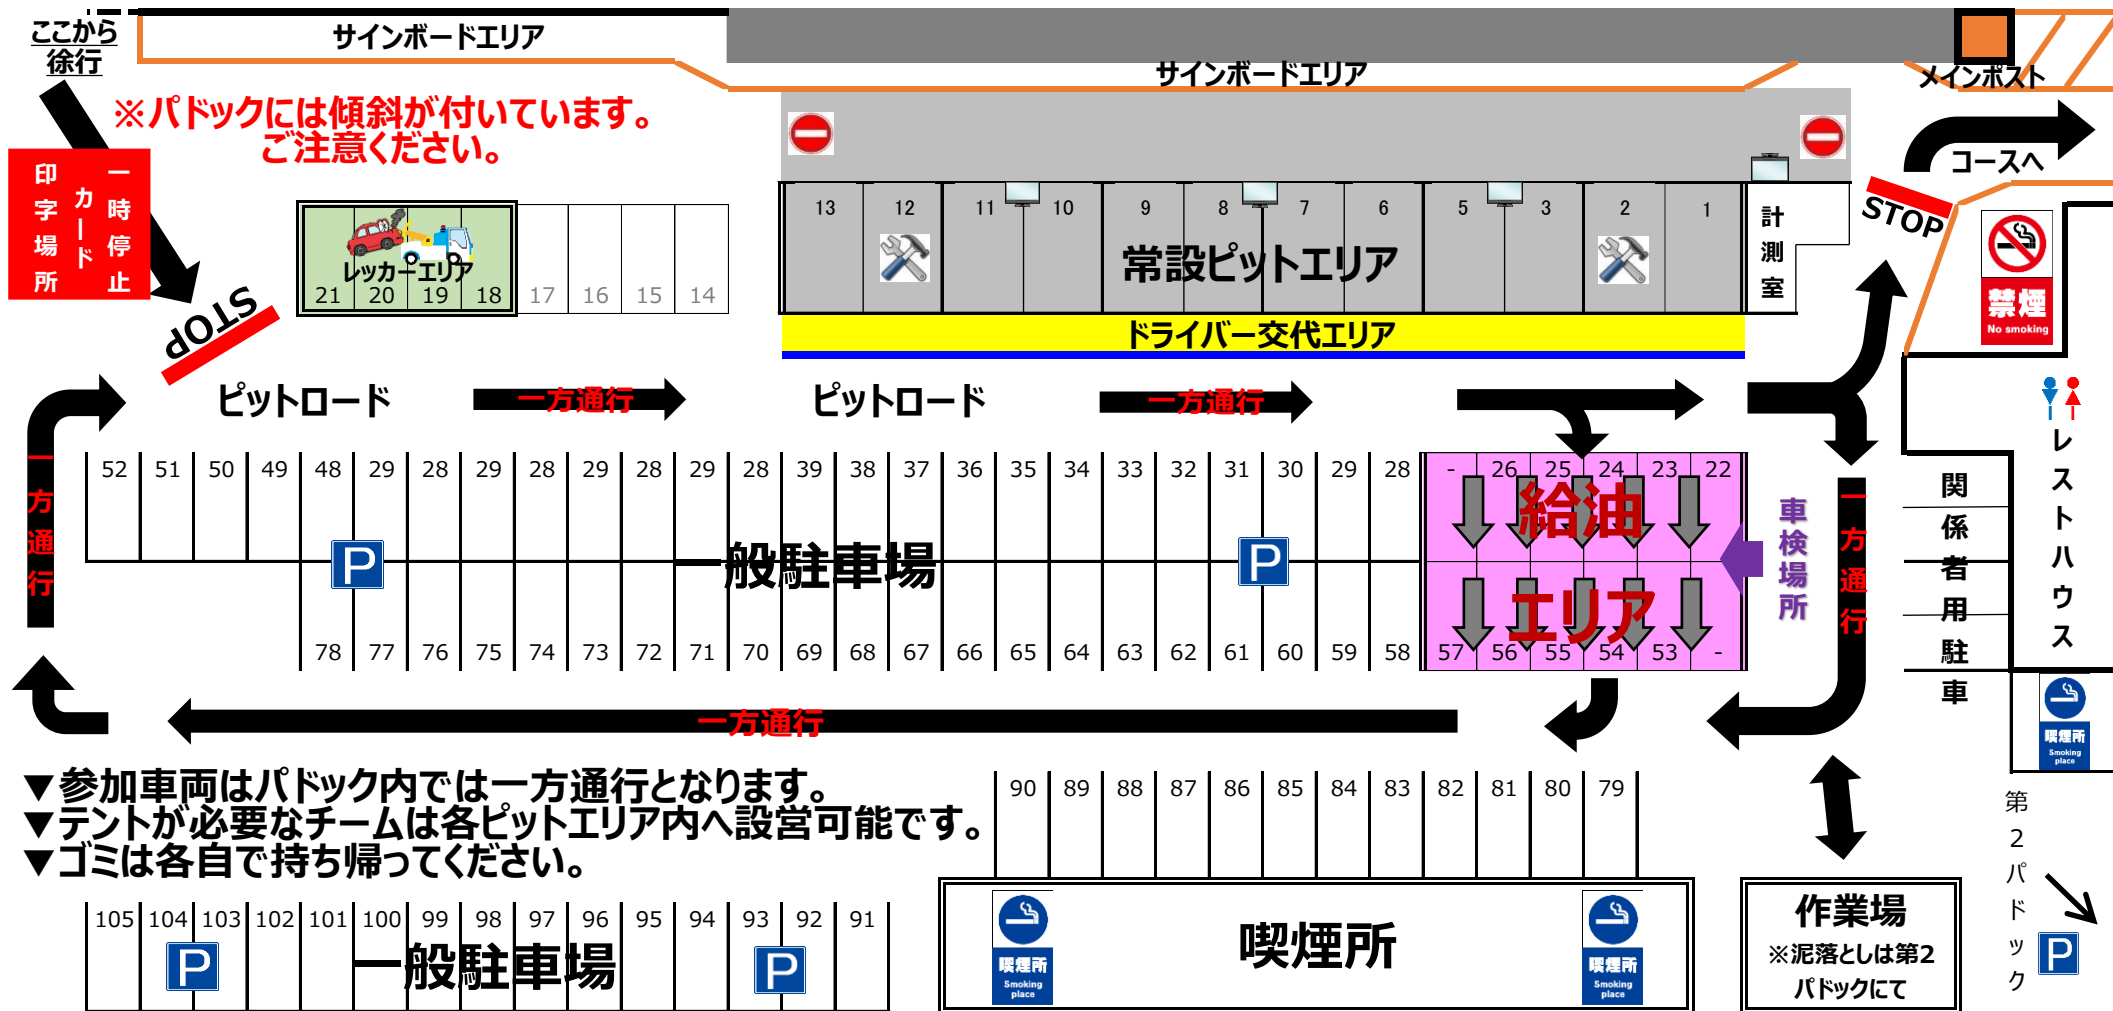 ここから
徐行
サインボードエリア
サインボードエリア
メインポスト
※パドックには傾斜が付いています。
ご注意ください。
一時停止
カード
印字場所
STOP
コースへ
STOP
レッカーエリア
21 20 19 18 17 16 15 14
13 12 11 10 9 8 7 6 5 3 2 1
常設ピットエリア
計測室
ドライバー交代エリア
禁煙
No smoking
ピットロード
一方通行
ピットロード
一方通行
一方通行
52 51 50 49 48 29 28 29 28 29 28 29 28 39 38 37 36 35 34 33 32 31 30 29 28 - 26 25 24 23 22
P
一般駐車場
P
給油
エリア
車検場所
一方通行
関係者用駐車
レストハウス
78 77 76 75 74 73 72 71 70 69 68 67 66 65 64 63 62 61 60 59 58 57 56 55 54 53 -
一方通行
喫煙所
Smoking
place
▼参加車両はパドック内では一方通行となります。
▼テントが必要なチームは各ピットエリア内へ設営可能です。
▼ゴミは各自で持ち帰ってください。
90 89 88 87 86 85 84 83 82 81 80 79
第2パドック
P
105 104 103 102 101 100 99 98 97 96 95 94 93 92 91
P
一般駐車場
P
喫煙所
Smoking
place
喫煙所
喫煙所
Smoking
place
作業場
※泥落としは第2
パドックにて